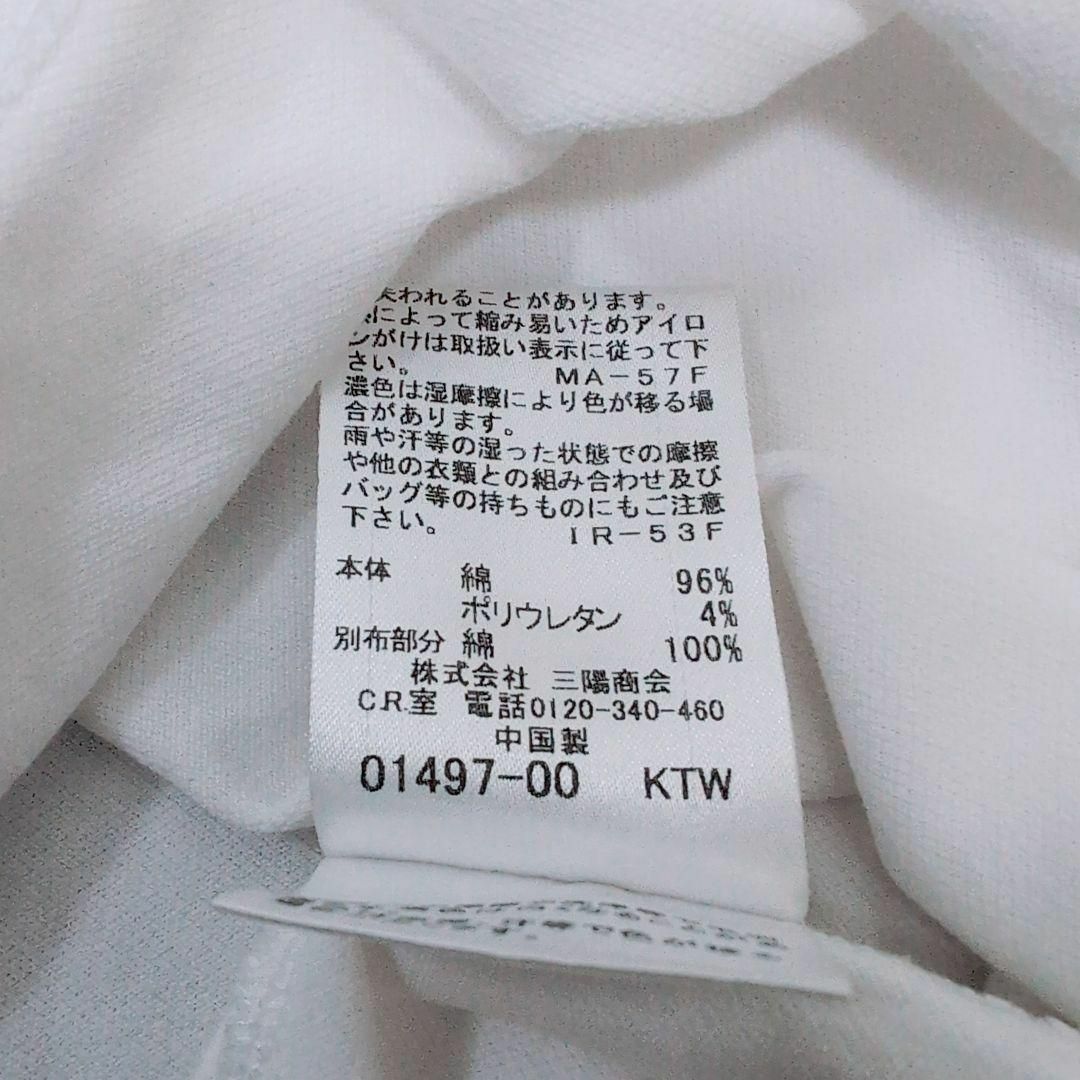 失われることがあります。
によって縮み易いためアイロ
ンがけは取扱い表示に従って下
さい。 MA-57F
濃色は湿摩擦により色が移る場
合があります。
雨や汗等の湿った状態での摩擦
や他の衣類との組み合わせ及び
バッグ等の持ちものにもご注意
下さい。 IR-53F
本体 綿 96%
ポリウレタン 4%
別布部分 綿 100%
株式会社 三陽商会
C.R.室 電話0120-340-460
中国製
01497-00 KTW